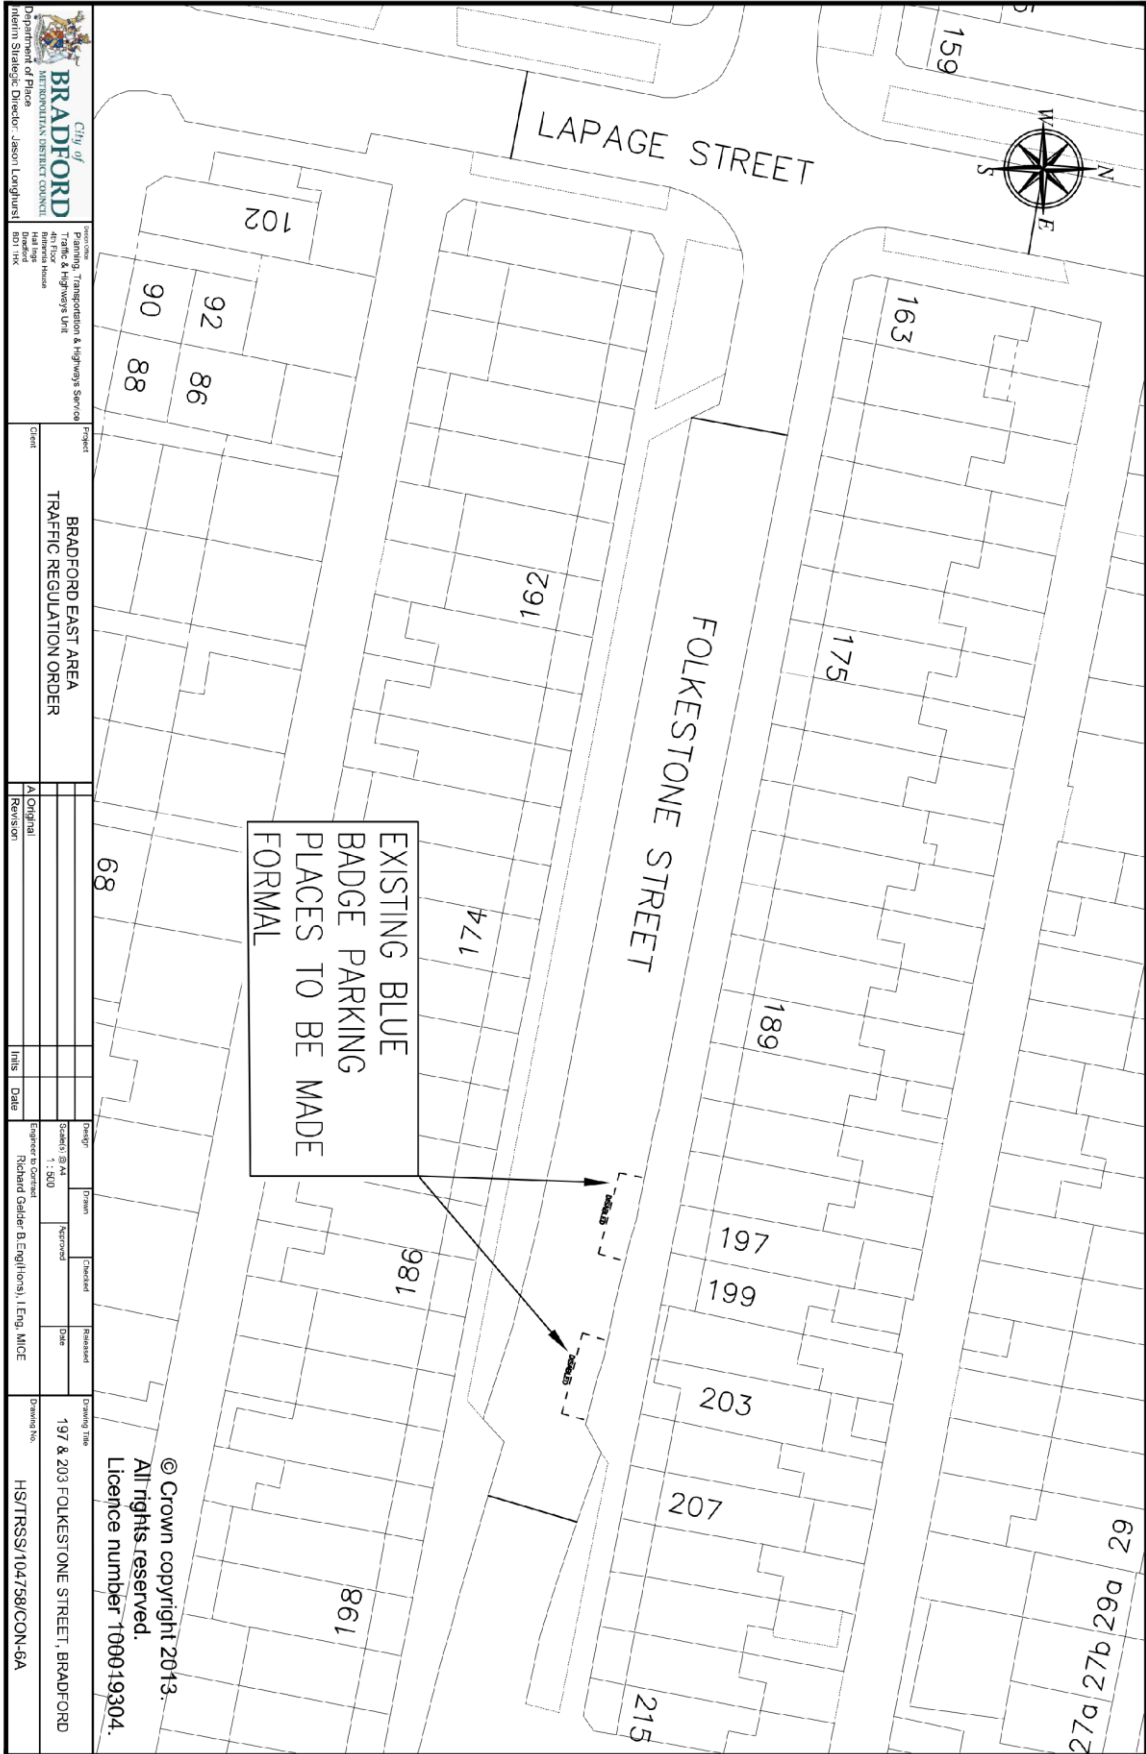 159
LAPAGE STREET
N
W
E
S
163
175
FOLKESTONE STREET
189
197
199
203
207
215
29
29a
27b
27a
102
92
90
86
88
162
174
186
198
68
EXISTING BLUE
BADGE PARKING
PLACES TO BE MADE
FORMAL
DISABLED
DISABLED
© Crown copyright 2013.
All rights reserved.
Licence number 100019304.
City of
BRADFORD
METROPOLITAN DISTRICT COUNCIL
Department of Place
Interim Strategic Director: Jason Longhurst
Design Office
Planning, Transportation & Highways Service
Traffic & Highways Unit
4th Floor
Britannia House
Hall Ings
Bradford
BD1 1HX
Project
BRADFORD EAST AREA
TRAFFIC REGULATION ORDER
Client
A Original
Revision
Inits
Date
Design
Drawn
Checked
Released
Scale(s) @ A4
1 : 500
Approved
Date
Engineer to Contract
Richard Gelder B.Eng(Hons), I.Eng, MICE
Drawing Title
197 & 203 FOLKESTONE STREET, BRADFORD
Drawing No.
HS/TRSS/104758/CON-6A